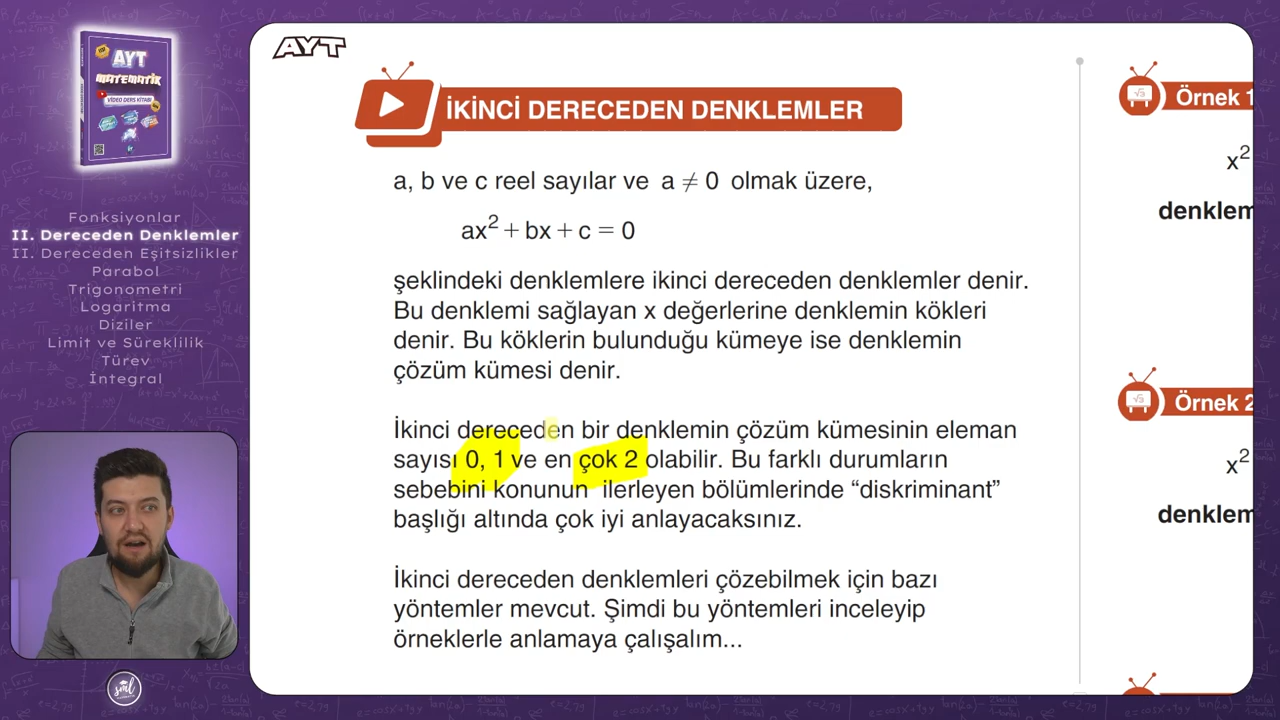 AYT
AYT
MATEMATİK
VİDEO DERS KİTABI
Fonksiyonlar
II. Dereceden Denklemler
II. Dereceden Eşitsizlikler
Parabol
Trigonometri
Logaritma
Diziler
Limit ve Süreklilik
Türev
İntegral
sml
İKİNCİ DERECEDEN DENKLEMLER
a, b ve c reel sayılar ve a ≠ 0 olmak üzere,
ax² + bx + c = 0
şeklindeki denklemlere ikinci dereceden denklemler denir.
Bu denklemi sağlayan x değerlerine denklemin kökleri
denir. Bu köklerin bulunduğu kümeye ise denklemin
çözüm kümesi denir.
İkinci dereceden bir denklemin çözüm kümesinin eleman
sayısı 0, 1 ve en çok 2 olabilir. Bu farklı durumların
sebebini konunun ilerleyen bölümlerinde “diskriminant”
başlığı altında çok iyi anlayacaksınız.
İkinci dereceden denklemleri çözebilmek için bazı
yöntemler mevcut. Şimdi bu yöntemleri inceleyip
örneklerle anlamaya çalışalım...
Örnek 1
x²
denklem
Örnek 2
x²
denklem